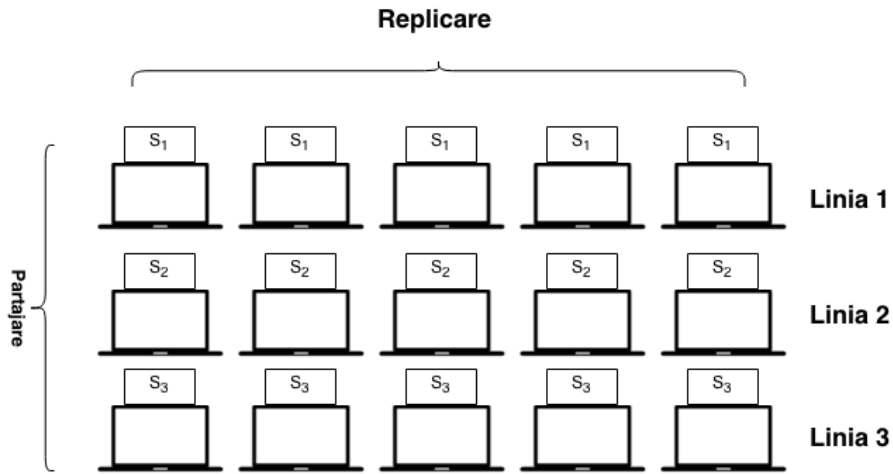 Replicare
S1 S1 S1 S1 S1
Linia 1
S2 S2 S2 S2 S2
Linia 2
Partajare
S3 S3 S3 S3 S3
Linia 3